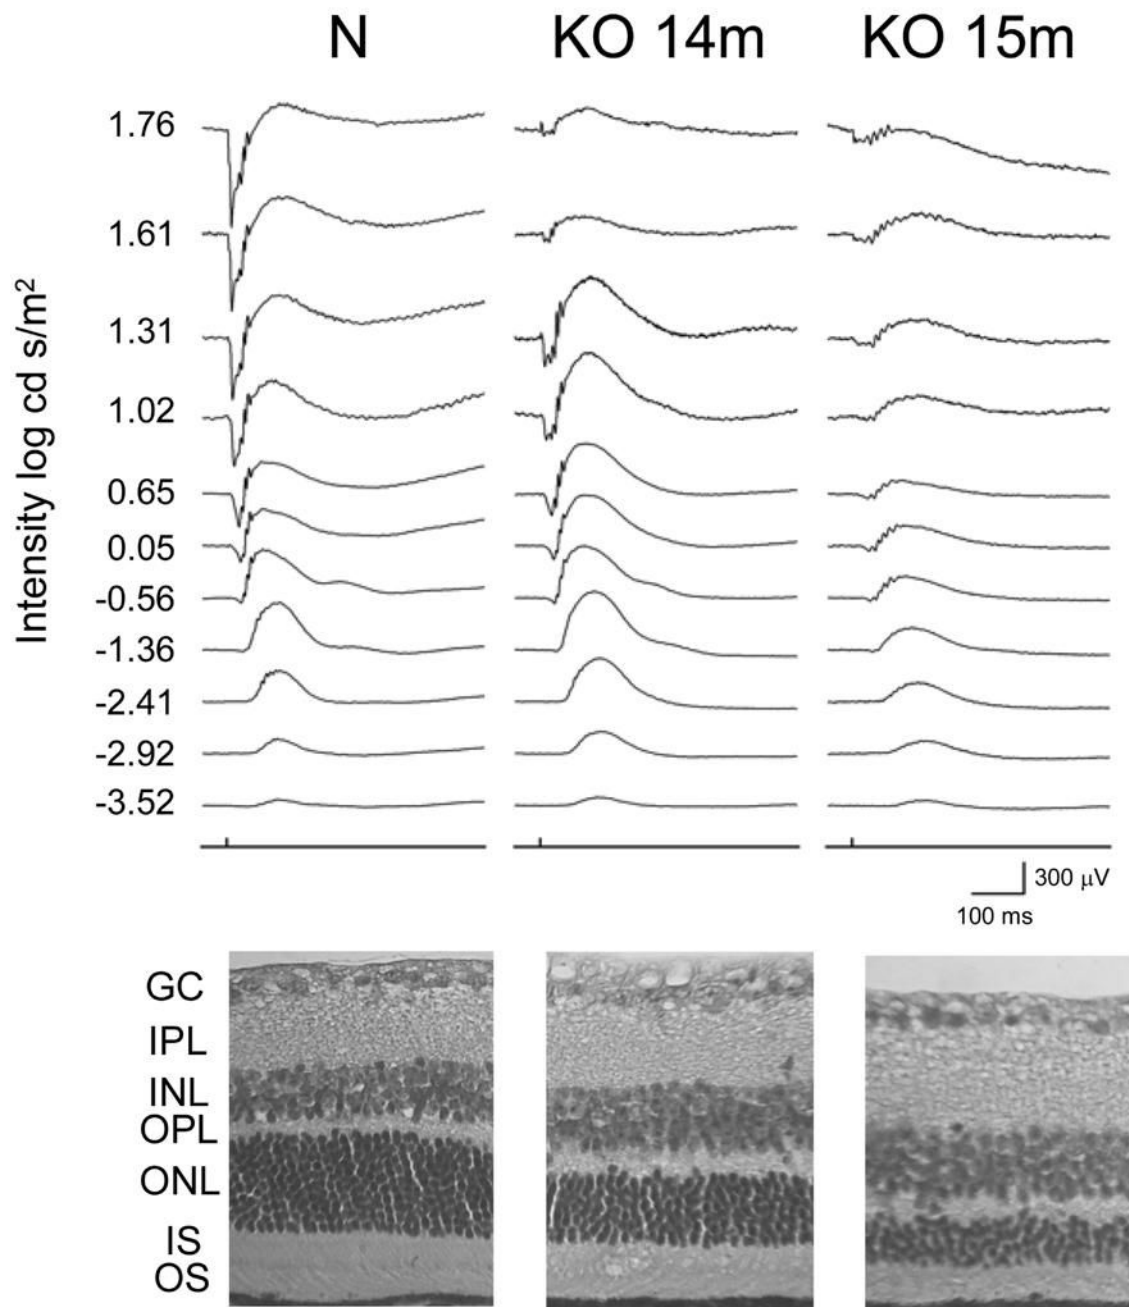 N KO 14m KO 15m
Intensity log cd s/m²
1.76
1.61
1.31
1.02
0.65
0.05
-0.56
-1.36
-2.41
-2.92
-3.52
300 μV
100 ms
GC
IPL
INL
OPL
ONL
IS
OS